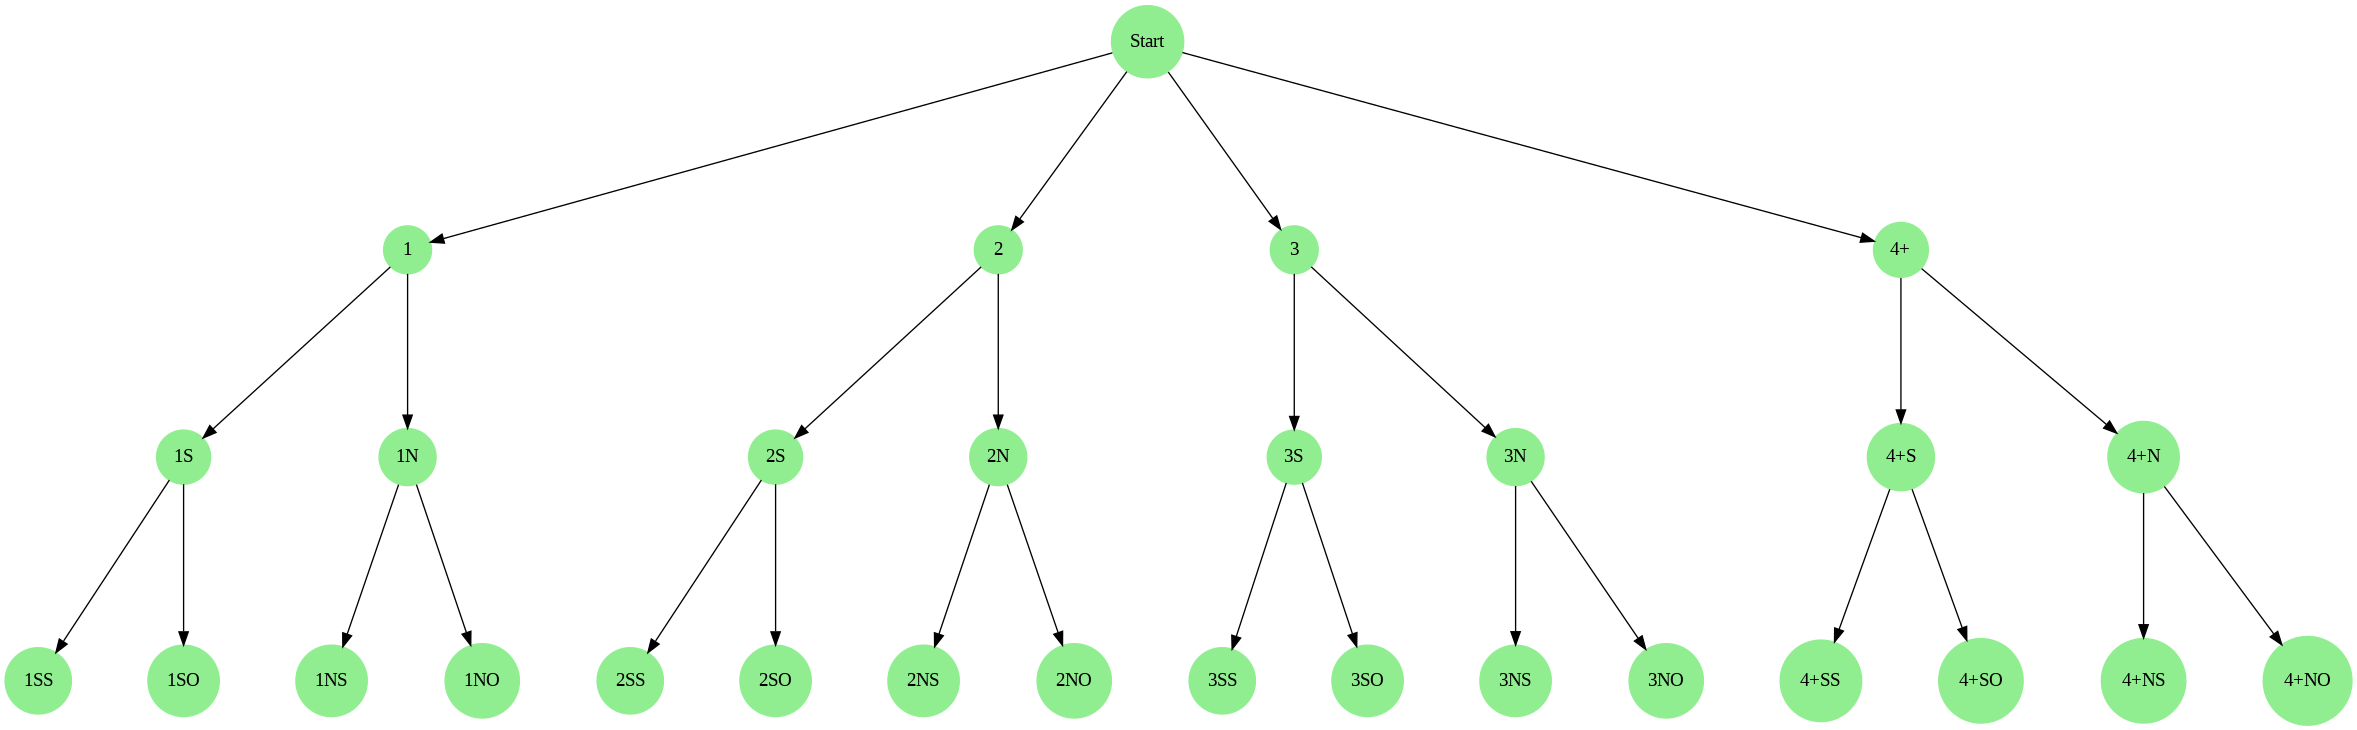 Start
1
2
3
4+
1S
1N
2S
2N
3S
3N
4+S
4+N
1SS
1SO
1NS
1NO
2SS
2SO
2NS
2NO
3SS
3SO
3NS
3NO
4+SS
4+SO
4+NS
4+NO